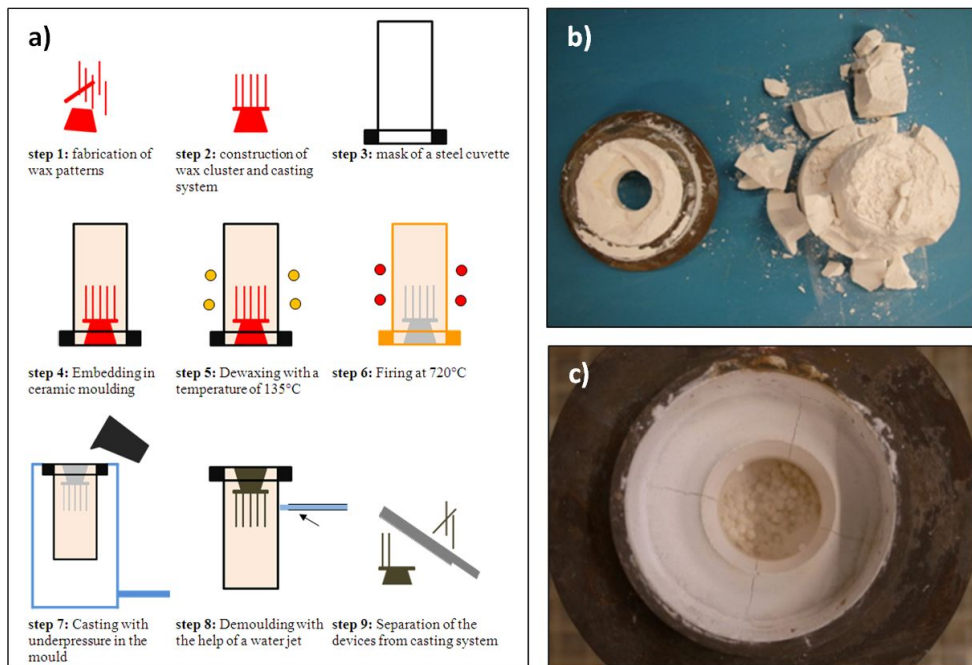 a)
step 1: fabrication of
wax patterns
step 2: construction of
wax cluster and casting
system
step 3: mask of a steel cuvette
step 4: Embedding in
ceramic moulding
step 5: Dewaxing with a
temperature of 135°C
step 6: Firing at 720°C
step 7: Casting with
underpressure in the
mould
step 8: Demoulding with
the help of a water jet
step 9: Separation of the
devices from casting system
b)
c)